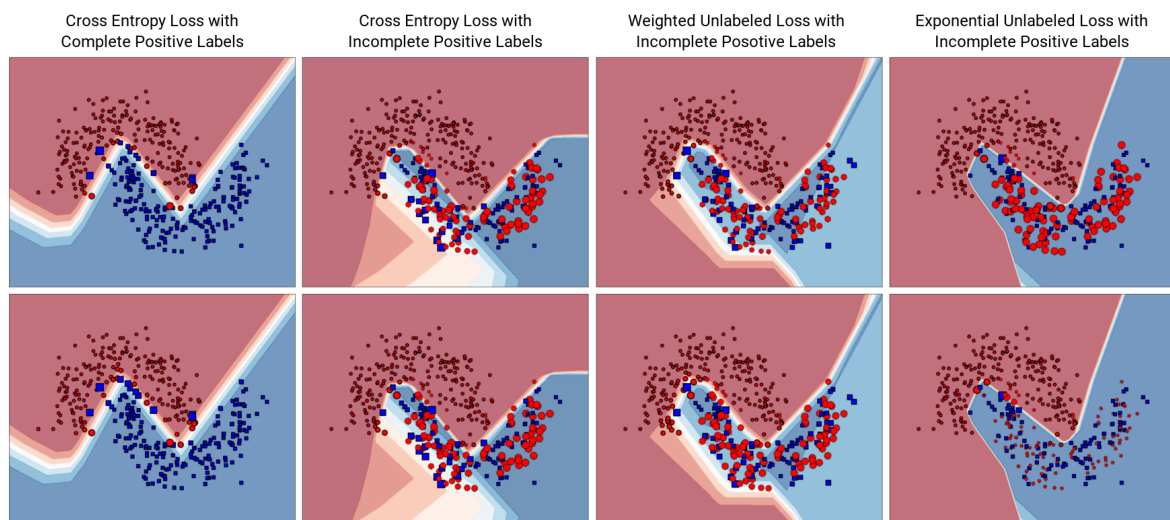 Cross Entropy Loss with
Complete Positive Labels
Cross Entropy Loss with
Incomplete Positive Labels
Weighted Unlabeled Loss with
Incomplete Posotive Labels
Exponential Unlabeled Loss with
Incomplete Positive Labels